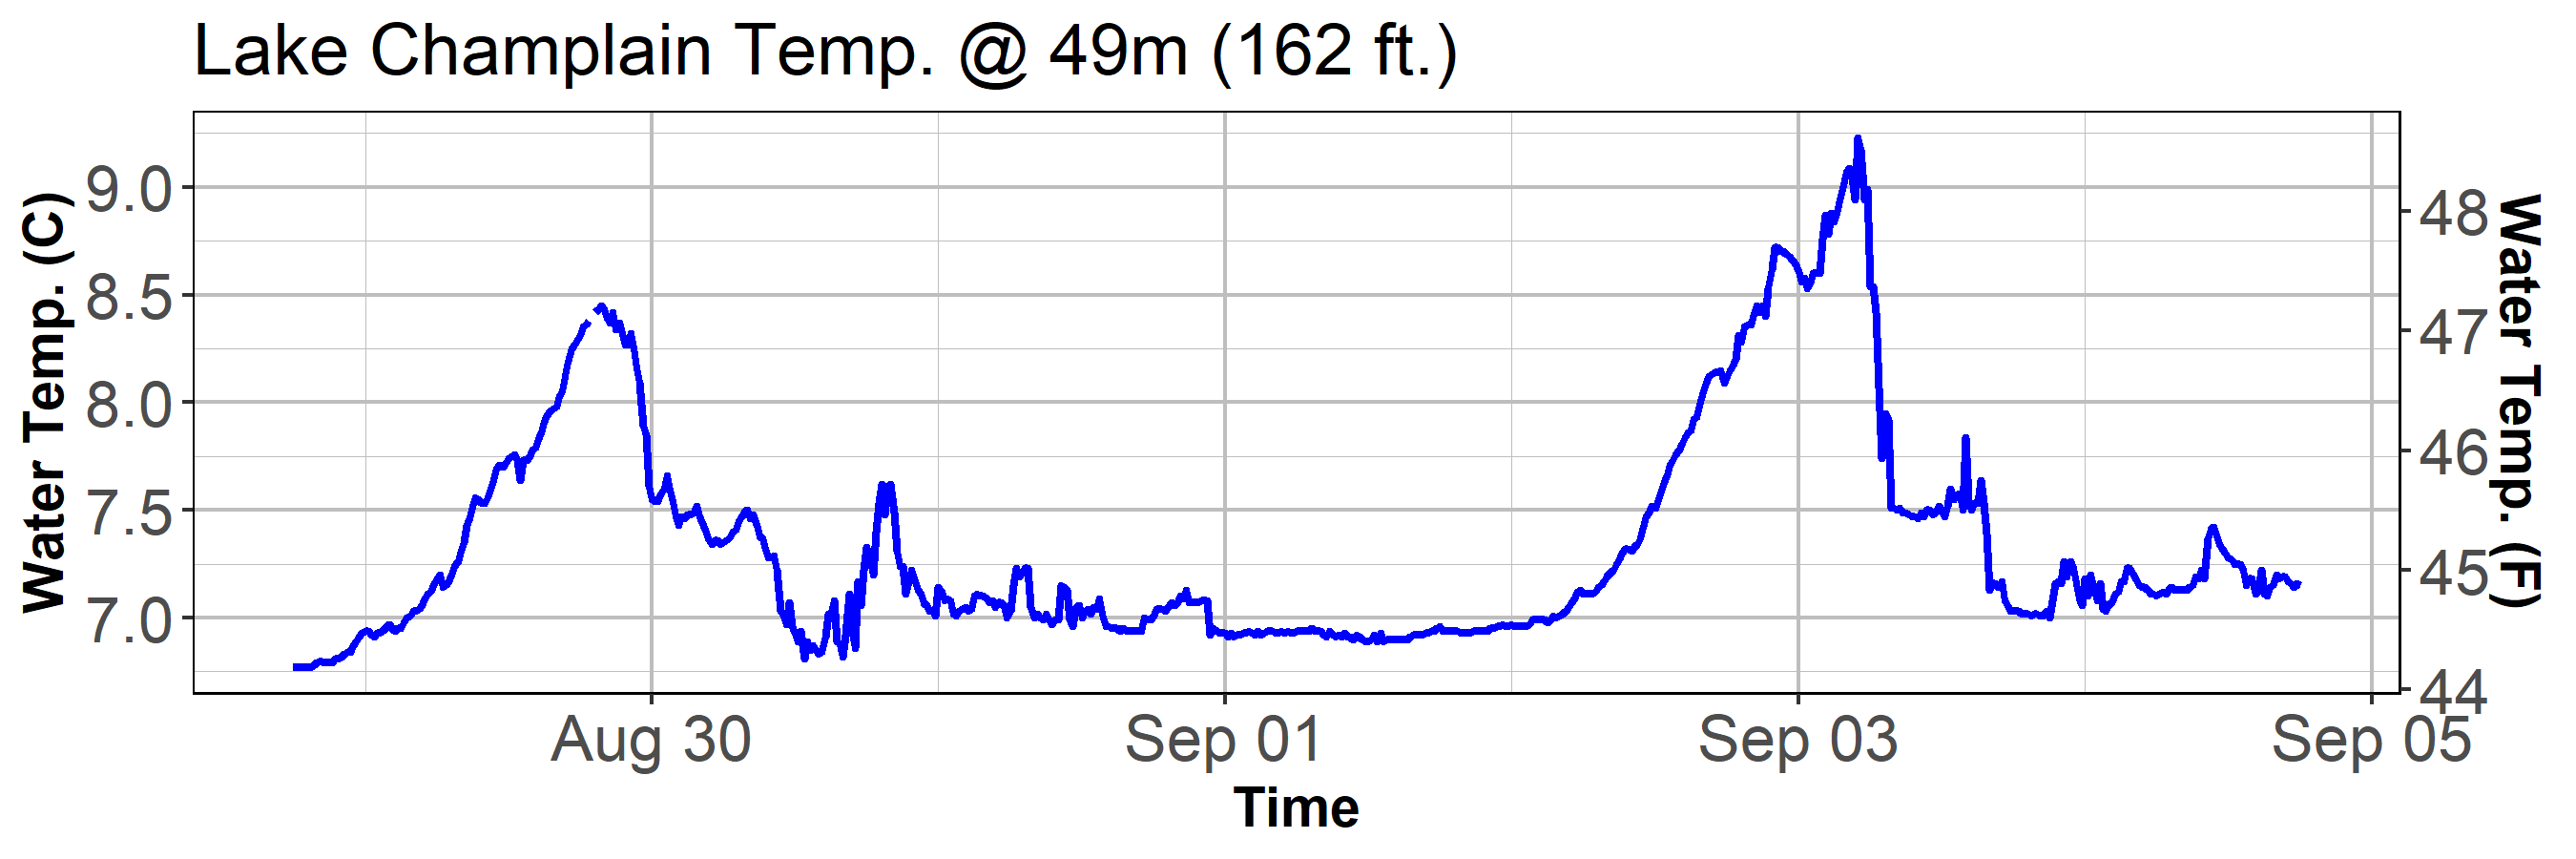 Lake Champlain Temp. @ 49m (162 ft.)
Water Temp. (C)
9.0
8.5
8.0
7.5
7.0
48
47
46
45
44
Water Temp. (F)
Aug 30
Sep 01
Sep 03
Sep 05
Time